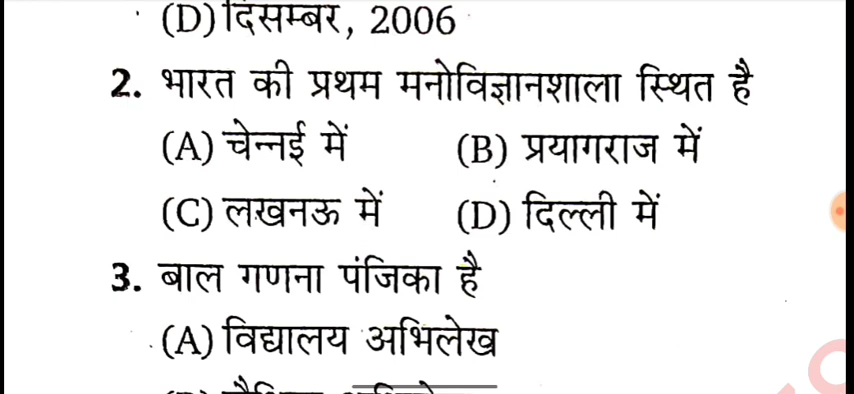 (D) दिसम्बर, 2006
2. भारत की प्रथम मनोविज्ञानशाला स्थित है
(A) चेन्नई में (B) प्रयागराज में
(C) लखनऊ में (D) दिल्ली में
3. बाल गणना पंजिका है
(A) विद्यालय अभिलेख